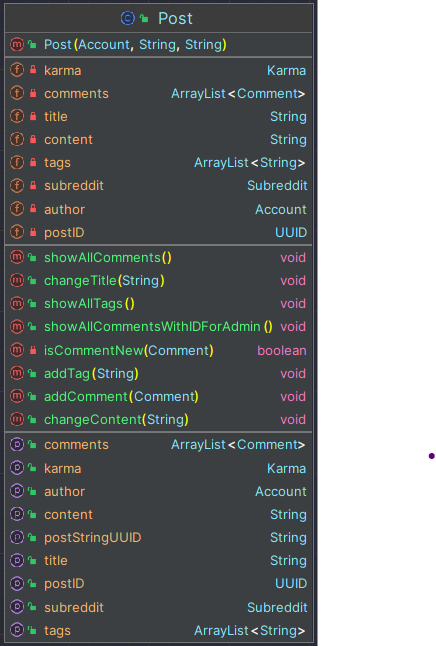 Post
Post(Account, String, String)
karma Karma
comments ArrayList<Comment>
title String
content String
tags ArrayList<String>
subreddit Subreddit
author Account
postID UUID
showAllComments() void
changeTitle(String) void
showAllTags() void
showAllCommentsWithIDForAdmin() void
isCommentNew(Comment) boolean
addTag(String) void
addComment(Comment) void
changeContent(String) void
comments ArrayList<Comment>
karma Karma
author Account
content String
postStringUUID String
title String
postID UUID
subreddit Subreddit
tags ArrayList<String>